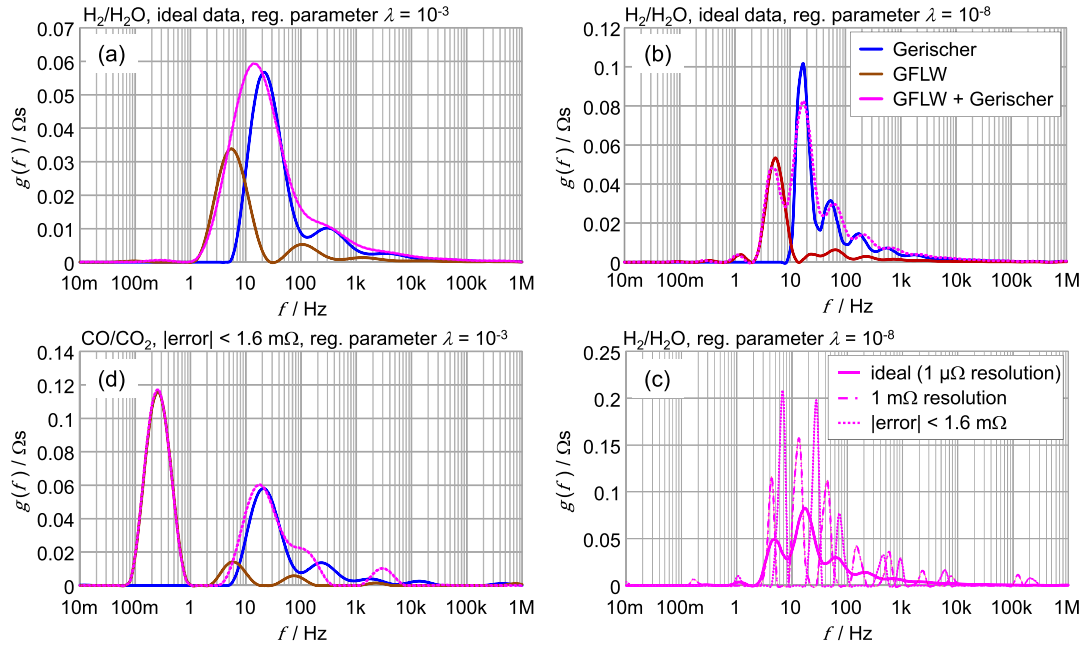 H₂/H₂O, ideal data, reg. parameter λ = 10⁻³
(a)
g(f) / Ωs
0.07
0.06
0.05
0.04
0.03
0.02
0.01
0
10m 100m 1 10 100 1k 10k 100k 1M
f / Hz
H₂/H₂O, ideal data, reg. parameter λ = 10⁻⁸
(b)
Gerischer
GFLW
GFLW + Gerischer
g(f) / Ωs
0.12
0.1
0.08
0.06
0.04
0.02
0
10m 100m 1 10 100 1k 10k 100k 1M
f / Hz
CO/CO₂, |error| < 1.6 mΩ, reg. parameter λ = 10⁻³
(d)
g(f) / Ωs
0.14
0.12
0.1
0.08
0.06
0.04
0.02
0
10m 100m 1 10 100 1k 10k 100k 1M
f / Hz
H₂/H₂O, reg. parameter λ = 10⁻⁸
(c)
ideal (1 µΩ resolution)
1 mΩ resolution
|error| < 1.6 mΩ
g(f) / Ωs
0.25
0.2
0.15
0.1
0.05
0
10m 100m 1 10 100 1k 10k 100k 1M
f / Hz